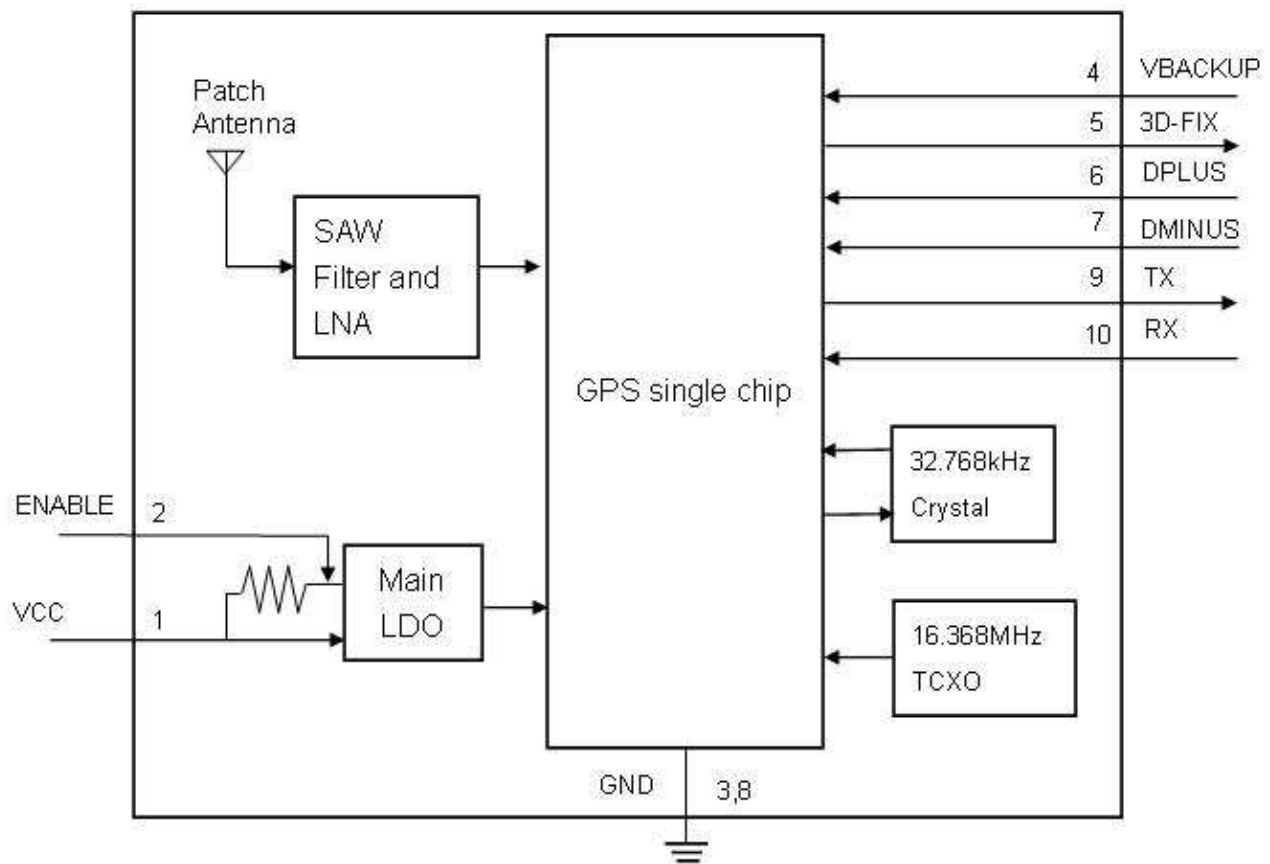 Patch
Antenna
SAW
Filter and
LNA
GPS single chip
4 VBACKUP
5 3D-FIX
6 DPLUS
7 DMINUS
9 TX
10 RX
32.768kHz
Crystal
ENABLE 2
Main
LDO
VCC 1
16.368MHz
TCXO
GND 3,8